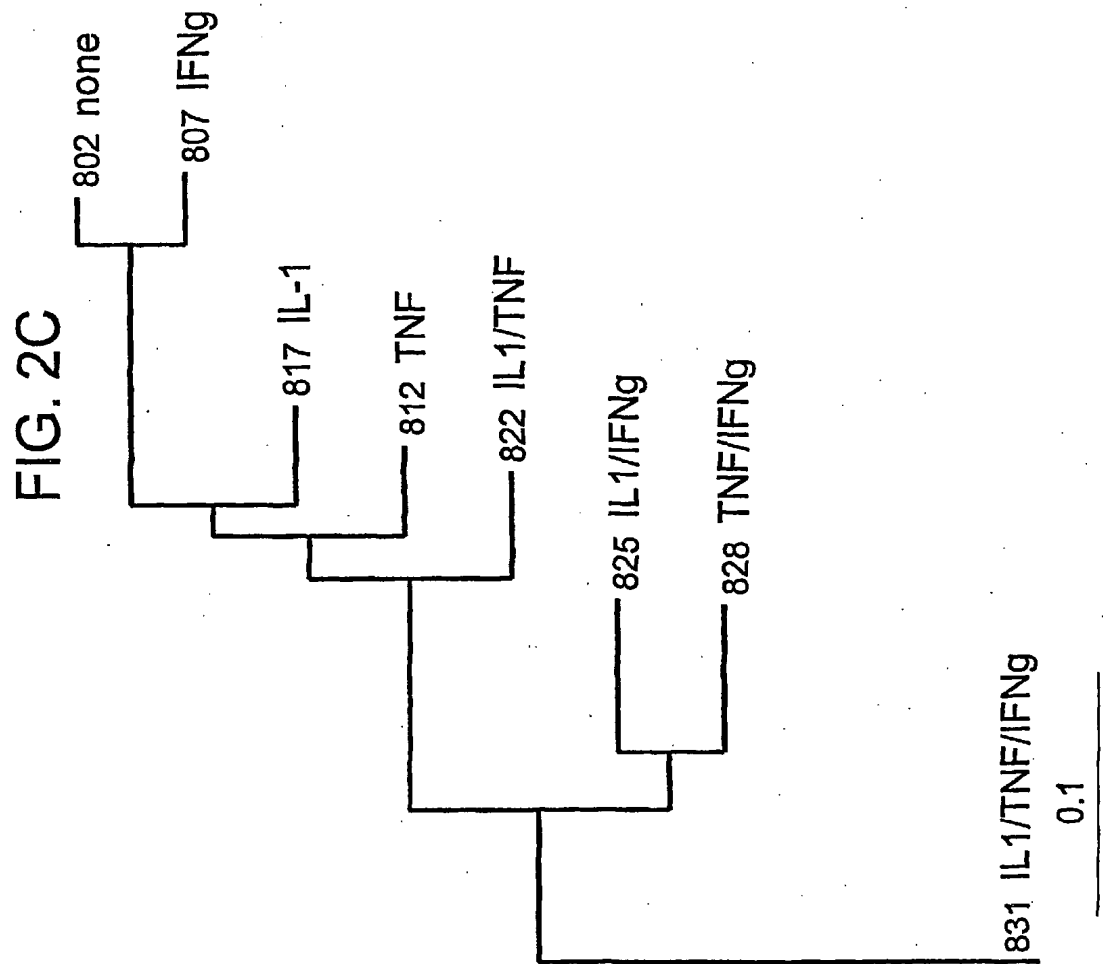 FIG. 2C
802 none
807 IFNg
817 IL-1
812 TNF
822 IL1/TNF
825 IL1/IFNg
828 TNF/IFNg
831 IL1/TNF/IFNg
0.1